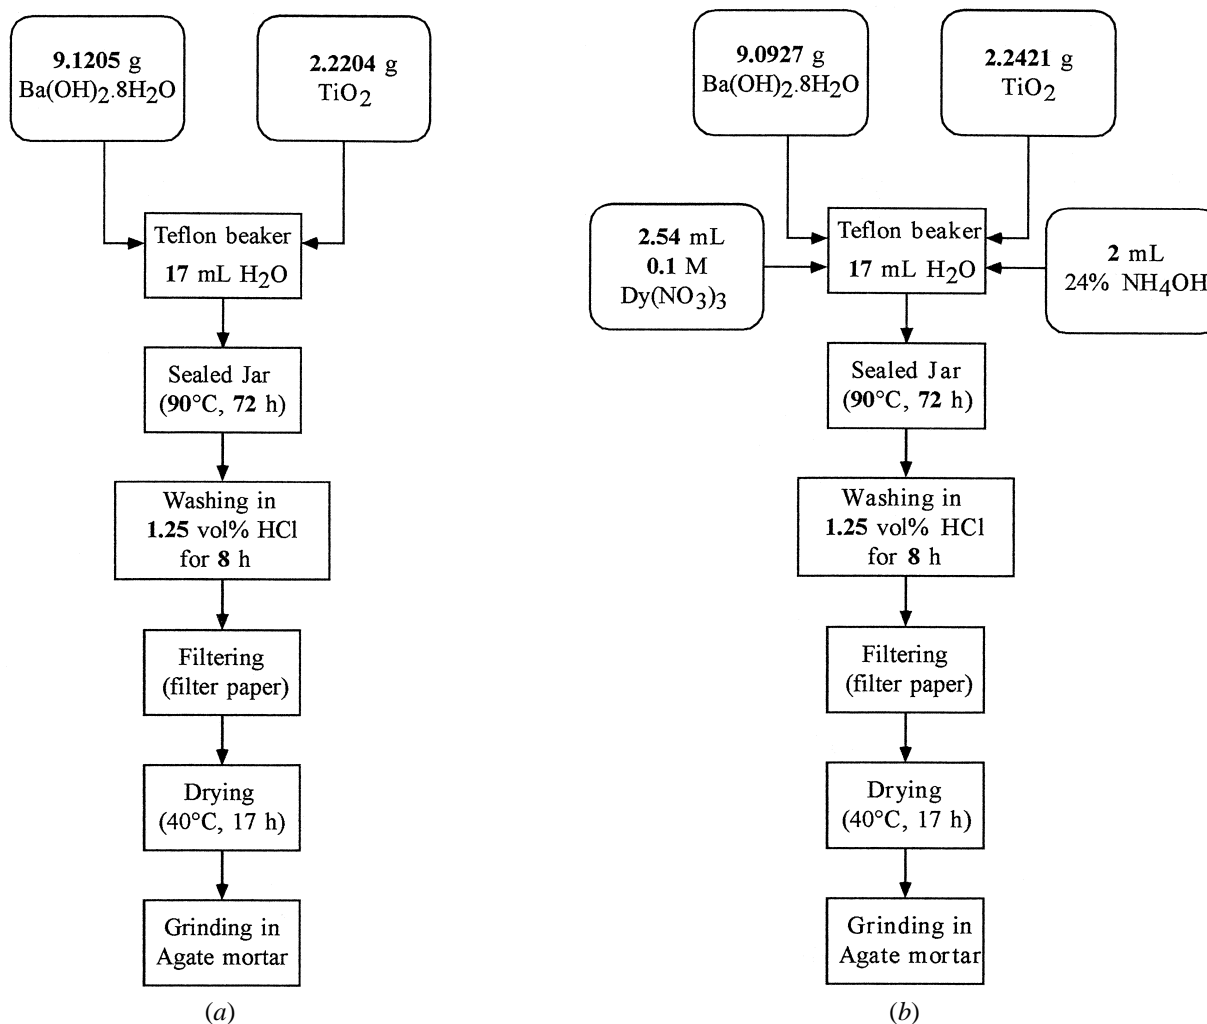 9.1205 g
Ba(OH)2.8H2O
2.2204 g
TiO2
Teflon beaker
17 mL H2O
Sealed Jar
(90°C, 72 h)
Washing in
1.25 vol% HCl
for 8 h
Filtering
(filter paper)
Drying
(40°C, 17 h)
Grinding in
Agate mortar
(a)
9.0927 g
Ba(OH)2.8H2O
2.2421 g
TiO2
2.54 mL
0.1 M
Dy(NO3)3
Teflon beaker
17 mL H2O
2 mL
24% NH4OH
Sealed Jar
(90°C, 72 h)
Washing in
1.25 vol% HCl
for 8 h
Filtering
(filter paper)
Drying
(40°C, 17 h)
Grinding in
Agate mortar
(b)